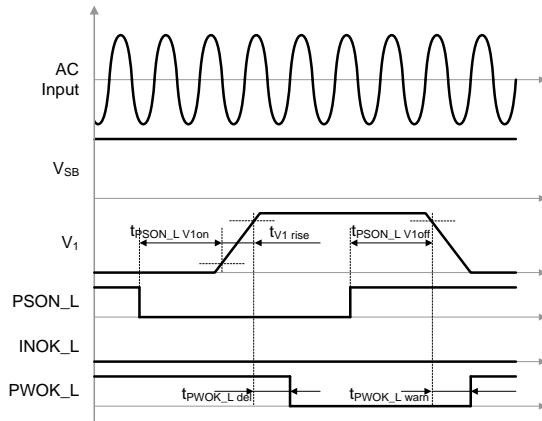 AC
Input
VSB
tPSON_L V1on
tV1 rise
tPSON_L V1off
V1
PSON_L
INOK_L
PWOK_L
tPWOK_L del
tPWOK_L warn